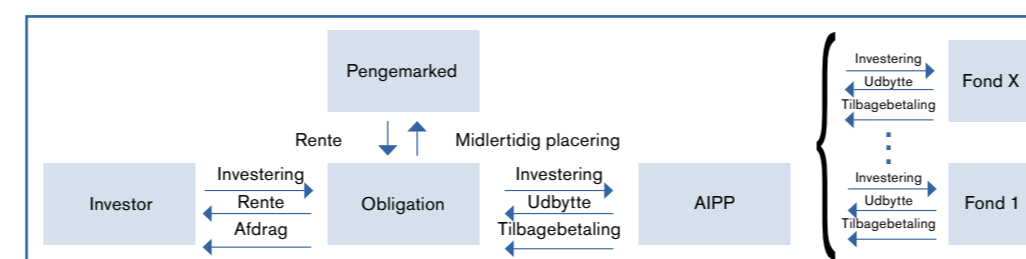 Pengemarked
Rente
Midlertidig placering
Investor
Investering
Rente
Afdrag
Obligation
Investering
Udbytte
Tilbagebetaling
AIPP
Investering
Udbytte
Tilbagebetaling
Fond X
Investering
Udbytte
Tilbagebetaling
Fond 1